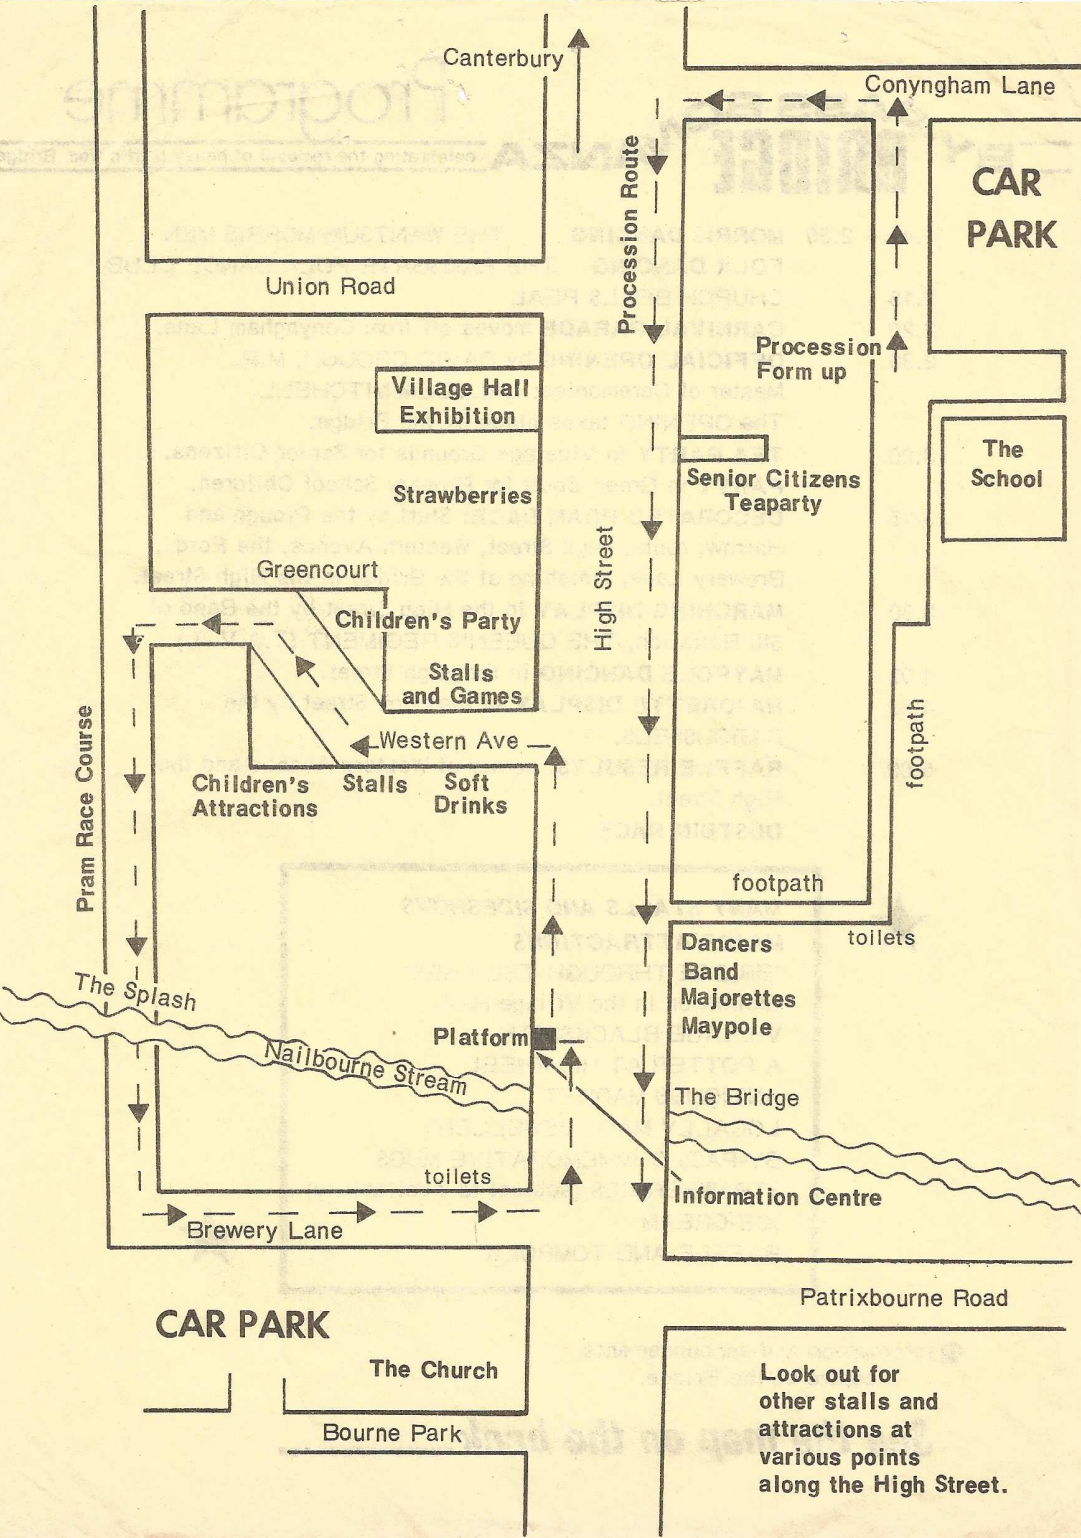 Canterbury
Conyngham Lane
CAR
PARK
Procession Route
Union Road
Procession
Form up
Village Hall
Exhibition
The
School
Senior Citizens
Teaparty
Strawberries
High Street
Greencourt
Children's Party
Stalls
and Games
Western Ave
footpath
Pram Race Course
Children's
Attractions
Stalls
Soft
Drinks
footpath
toilets
Dancers
Band
Majorettes
Maypole
The Splash
Platform
Nailbourne Stream
The Bridge
toilets
Information Centre
Brewery Lane
Patrixbourne Road
CAR PARK
The Church
Look out for
other stalls and
attractions at
various points
along the High Street.
Bourne Park